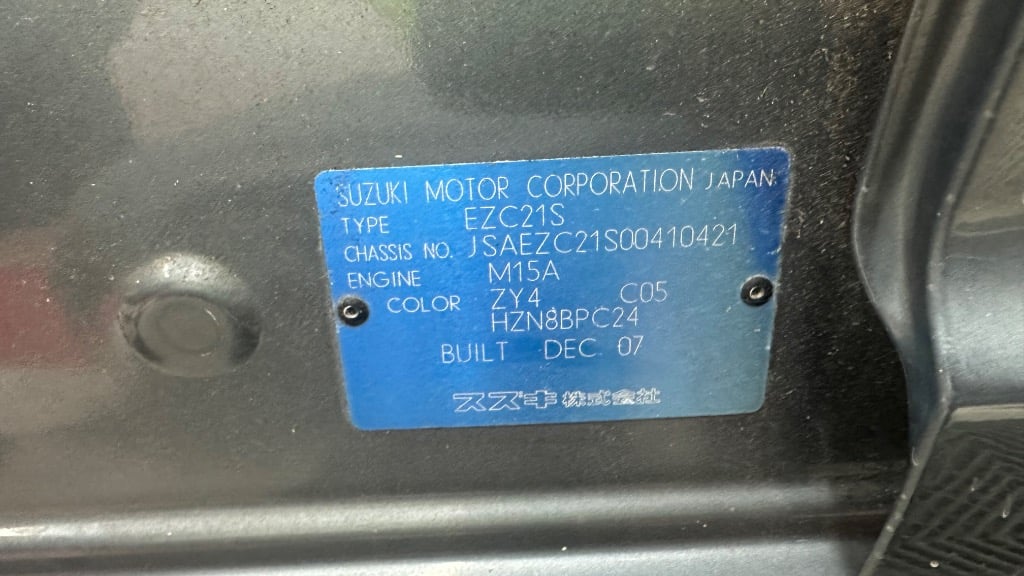 SUZUKI MOTOR CORPORATION JAPAN
TYPE EZC21S
CHASSIS NO. JSAEZC21S00410421
ENGINE M15A
COLOR ZY4 C05
HZN8BPC24
BUILT DEC. 07
スズキ株式会社